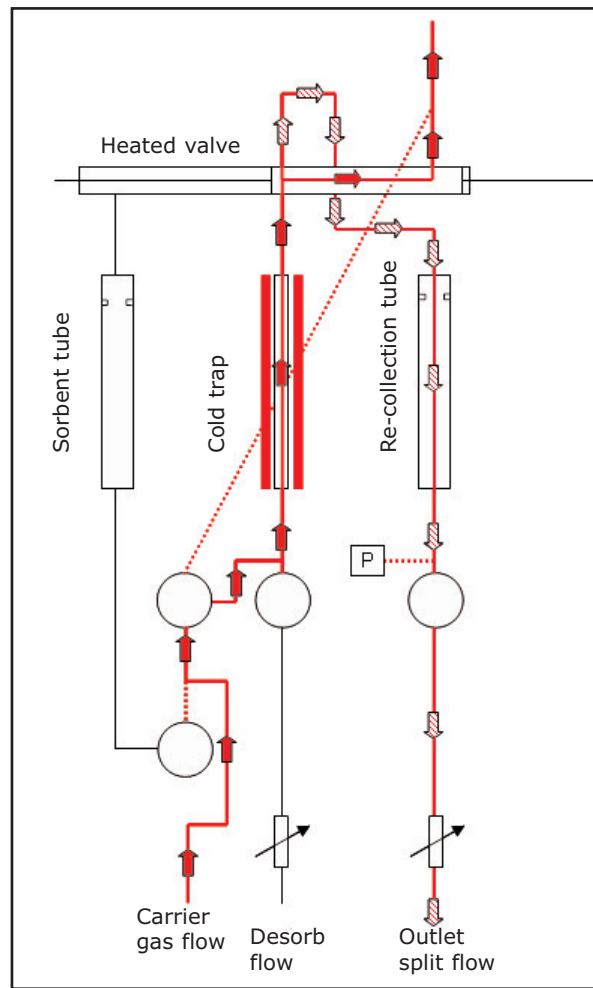 Heated valve
Sorbent tube
Cold trap
Re-collection tube
P
Carrier
gas flow
Desorb
flow
Outlet
split flow